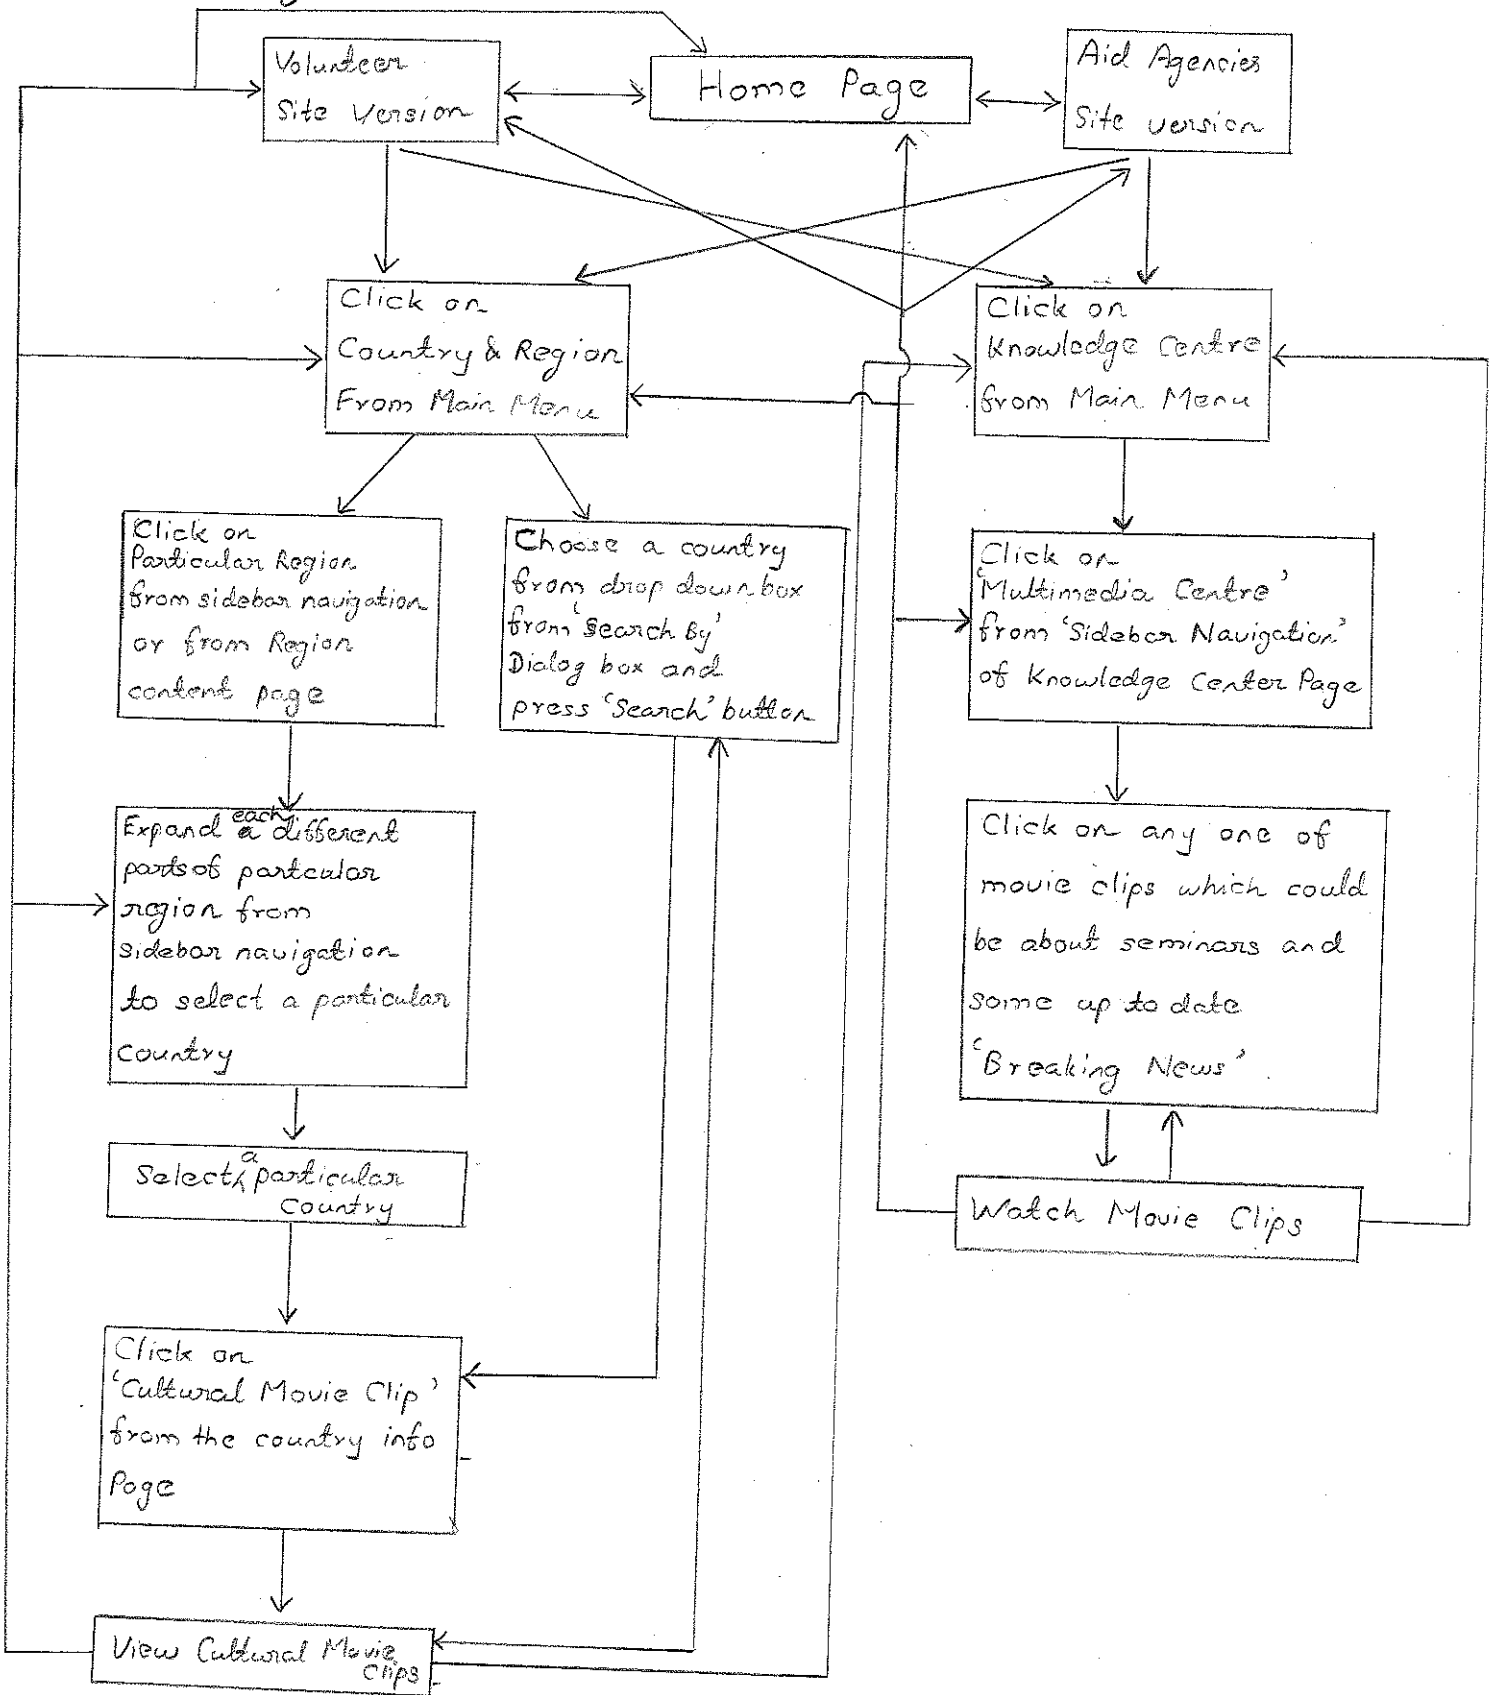 Volunteer
Site Version
Home Page
Aid Agencies
Site version
Click on
Country & Region
From Main Menu
Click on
Knowledge Centre
from Main Menu
Click on
Particular Region
from sidebar navigation
or from Region
content page
Choose a country
from drop down box
from 'Search By'
Dialog box and
press 'Search' button
Click on
'Multimedia Centre'
from 'Sidebar Navigation'
of Knowledge Center Page
Expand each different
parts of partcular
region from
sidebar navigation
to select a particular
country
Click on any one of
movie clips which could
be about seminars and
some up to date
'Breaking News'
Select a particular
country
Watch Movie Clips
Click on
'Cultural Movie Clip'
from the country info
Page
View Cultural Movie
Clips